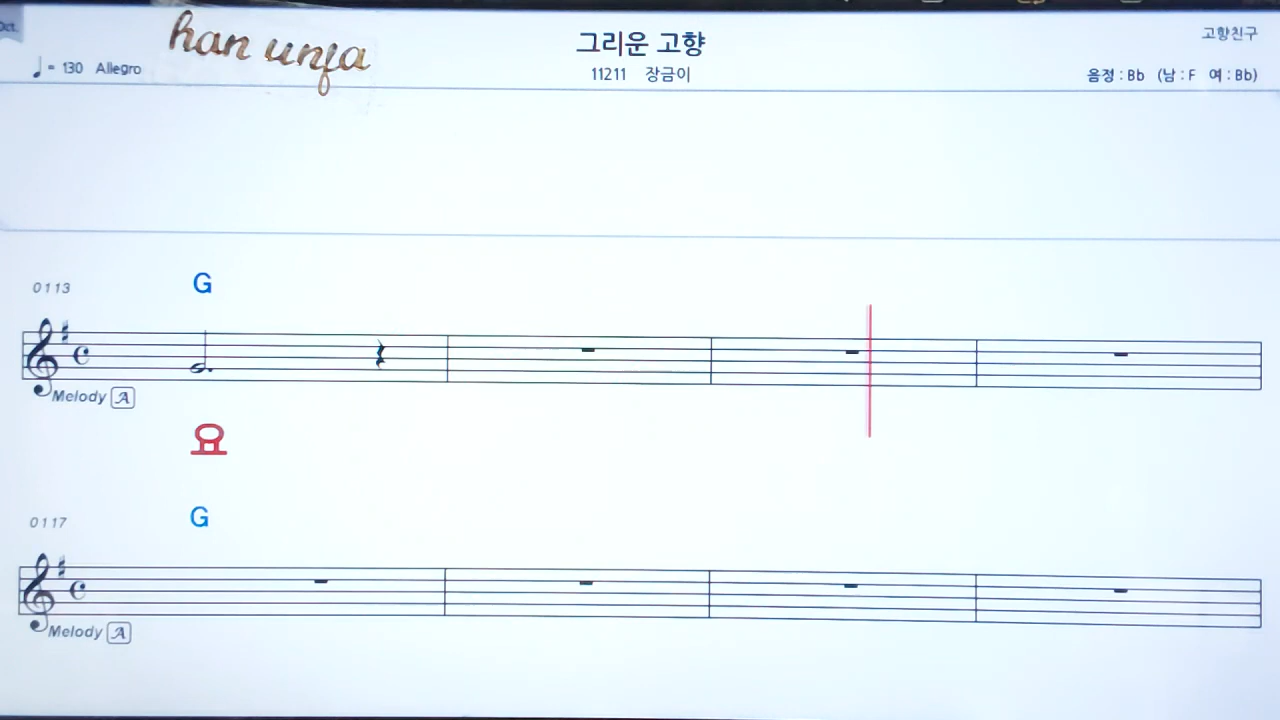 Oct.
han unja
그리운 고향
고향친구
♩= 130 Allegro
11211 장금이
음정 : Bb (남 : F 여 : Bb)
0113
G
Melody A
요
0117
G
Melody A